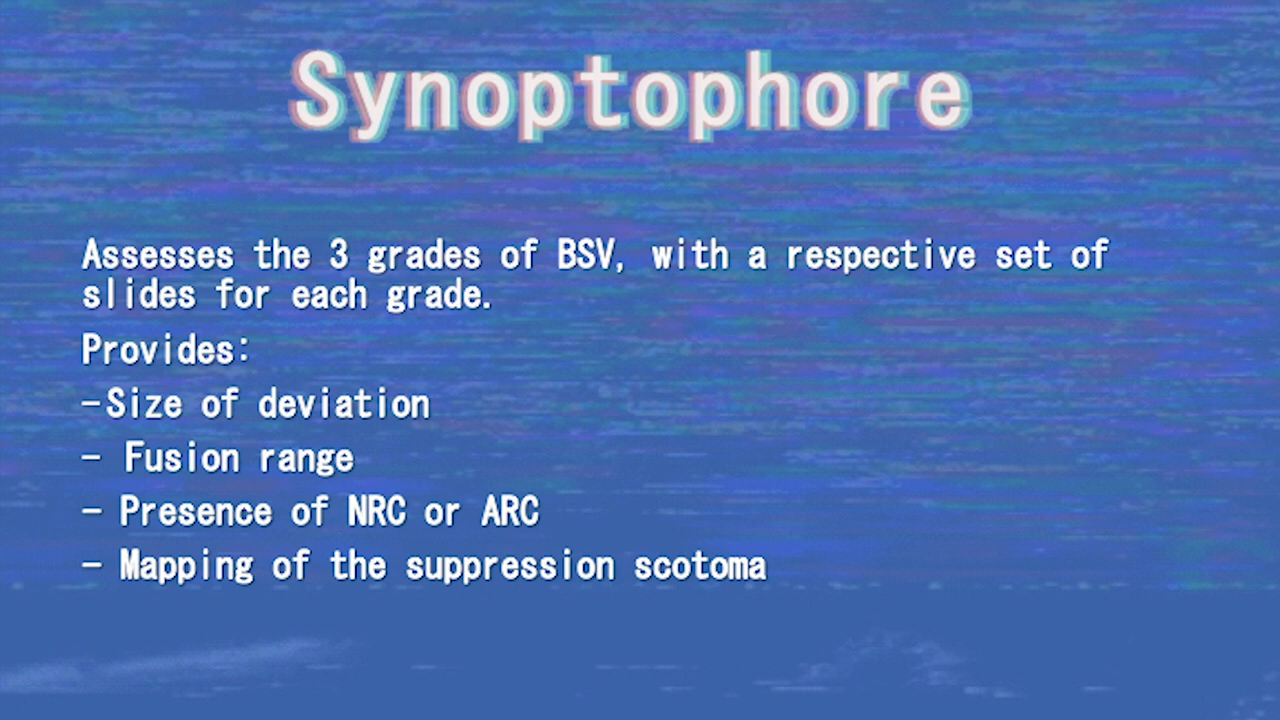 Synoptophore
Assesses the 3 grades of BSV, with a respective set of
slides for each grade.
Provides:
-Size of deviation
- Fusion range
- Presence of NRC or ARC
- Mapping of the suppression scotoma